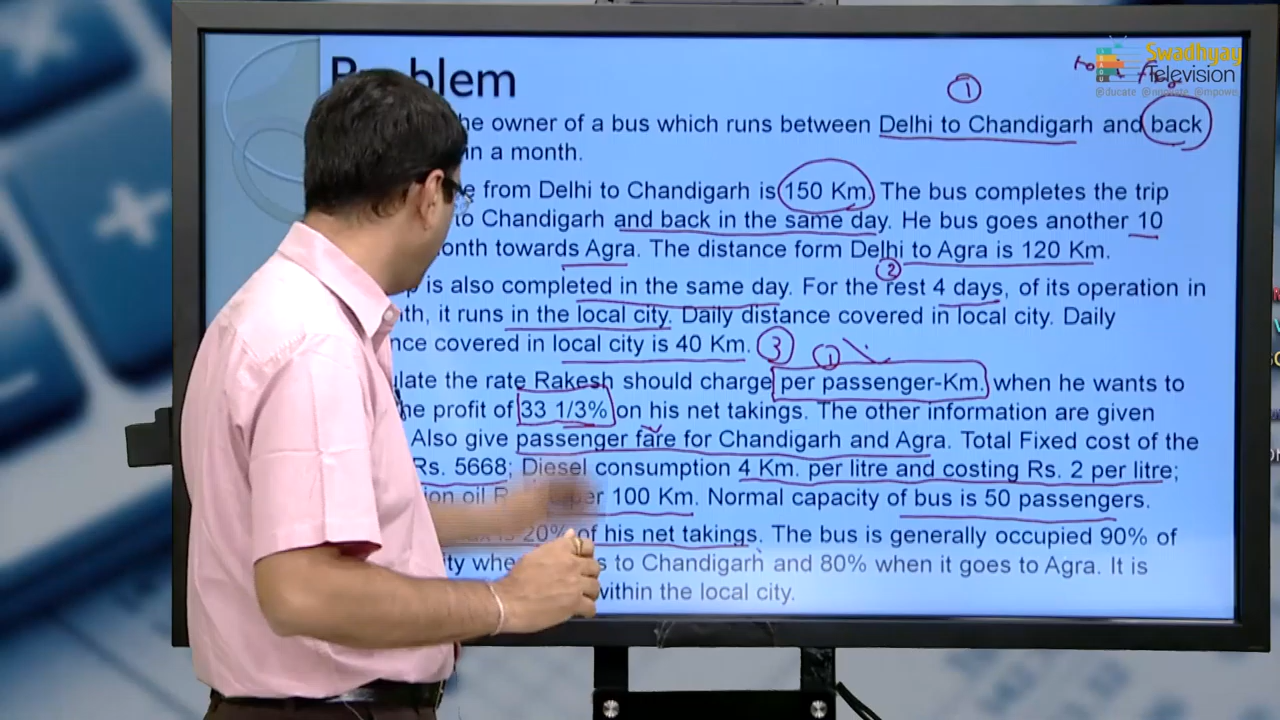 Swadhyay
Television
@ducate @nnovate @mpower
Problem
he owner of a bus which runs between Delhi to Chandigarh and back
in a month.
e from Delhi to Chandigarh is 150 Km. The bus completes the trip
to Chandigarh and back in the same day. He bus goes another 10
onth towards Agra. The distance form Delhi to Agra is 120 Km.
p is also completed in the same day. For the rest 4 days, of its operation in
th, it runs in the local city. Daily distance covered in local city. Daily
nce covered in local city is 40 Km.
late the rate Rakesh should charge per passenger-Km. when he wants to
he profit of 33 1/3% on his net takings. The other information are given
Also give passenger fare for Chandigarh and Agra. Total Fixed cost of the
Rs. 5668; Diesel consumption 4 Km. per litre and costing Rs. 2 per litre;
ion oil R per 100 Km. Normal capacity of bus is 50 passengers.
is 20% of his net takings. The bus is generally occupied 90% of
ty whe s to Chandigarh and 80% when it goes to Agra. It is
within the local city.
1
2
3
1